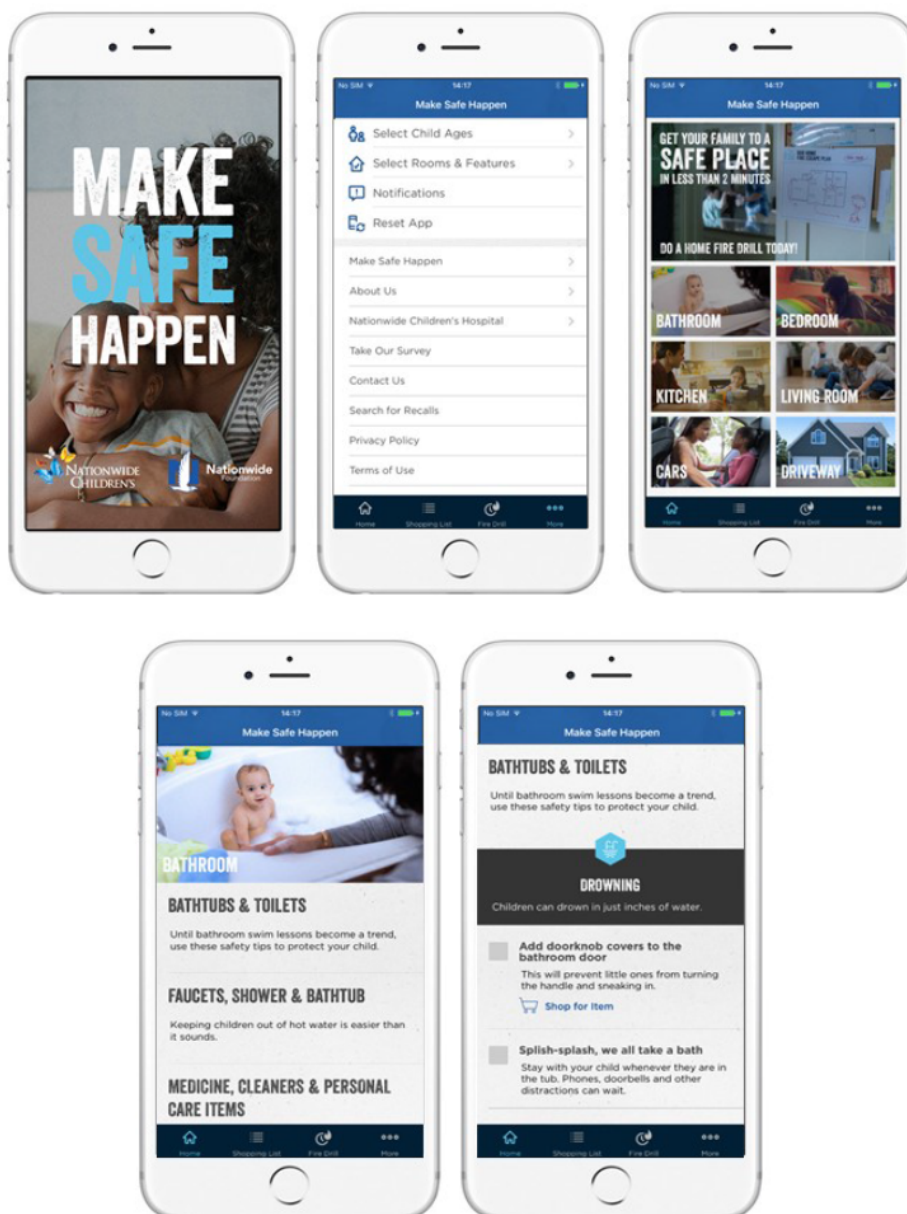 MAKE
SAFE
HAPPEN
NATIONWIDE
CHILDREN'S
Nationwide
Foundation
No SIM
14:17
Make Safe Happen
Select Child Ages
Select Rooms & Features
Notifications
Reset App
Make Safe Happen
About Us
Nationwide Children's Hospital
Take Our Survey
Contact Us
Search for Recalls
Privacy Policy
Terms of Use
Home
Shopping List
Fire Drill
More
No SIM
14:17
Make Safe Happen
GET YOUR FAMILY TO A
SAFE PLACE
IN LESS THAN 2 MINUTES
DO A HOME FIRE DRILL TODAY!
BATHROOM
BEDROOM
KITCHEN
LIVING ROOM
CARS
DRIVEWAY
Home
Shopping List
Fire Drill
More
No SIM
14:17
Make Safe Happen
BATHROOM
BATHTUBS & TOILETS
Until bathroom swim lessons become a trend,
use these safety tips to protect your child.
FAUCETS, SHOWER & BATHTUB
Keeping children out of hot water is easier than
it sounds.
MEDICINE, CLEANERS & PERSONAL
CARE ITEMS
Home
Shopping List
Fire Drill
More
No SIM
14:17
Make Safe Happen
BATHTUBS & TOILETS
Until bathroom swim lessons become a trend,
use these safety tips to protect your child.
DROWNING
Children can drown in just inches of water.
Add doorknob covers to the
bathroom door
This will prevent little ones from turning
the handle and sneaking in.
Shop for Item
Splish-splash, we all take a bath
Stay with your child whenever they are in
the tub. Phones, doorbells and other
distractions can wait.
Home
Shopping List
Fire Drill
More